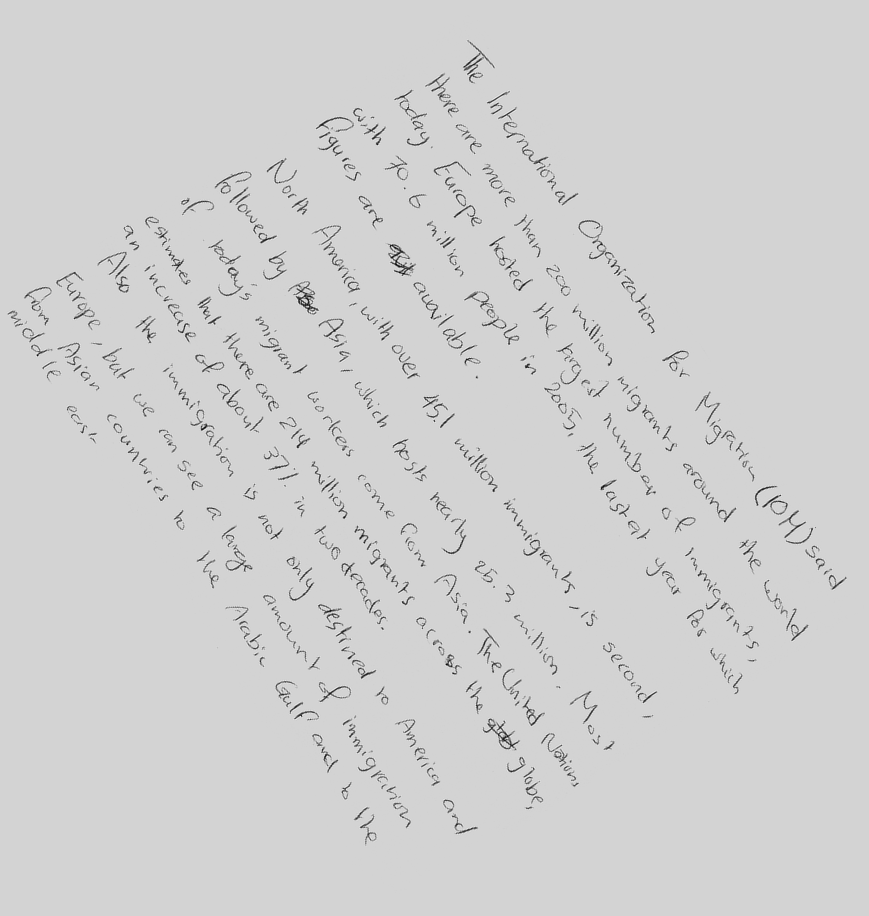 The International Organization for Migration (IOM) said
there are more than 200 million migrants around the world
today. Europe hosted the largest number of immigrants,
with 70.6 million people in 2005, the last year for which
figures are available.
North America, with over 45.1 million immigrants, is second,
followed by Asia, which hosts nearly 25.3 million. Most
of today's migrant workers come from Asia. The United Nations
estimates that there are 214 million migrants across the globe,
an increase of about 37% in two decades.
Also the immigration is not only destined to America and
Europe, but we can see a large amount of immigration
from Asian countries to the Arabic Gulf and to the
middle east